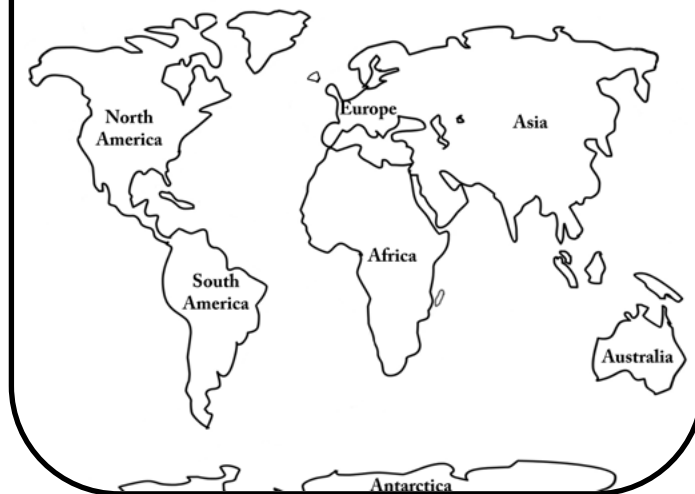 North
America
Europe
Asia
Africa
South
America
Australia
Antarctica